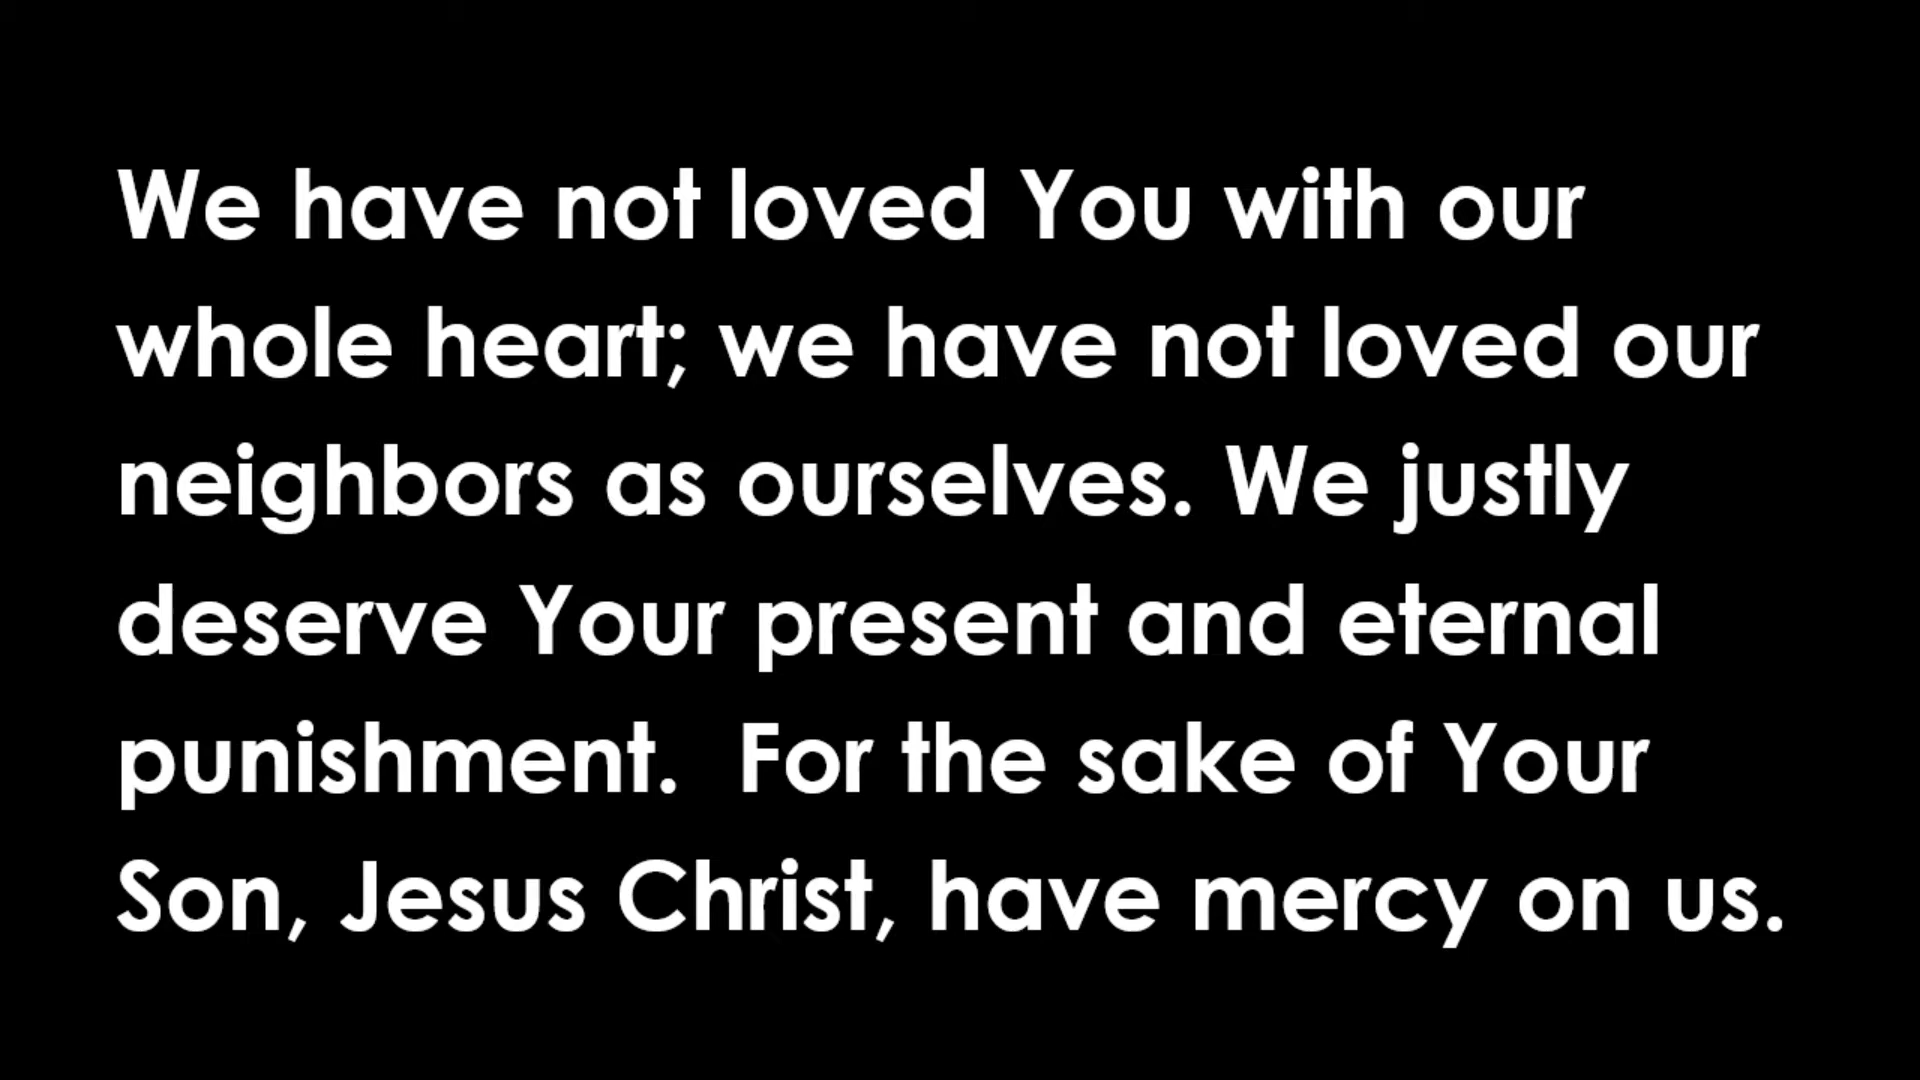 We have not loved You with our
whole heart; we have not loved our
neighbors as ourselves. We justly
deserve Your present and eternal
punishment.  For the sake of Your
Son, Jesus Christ, have mercy on us.